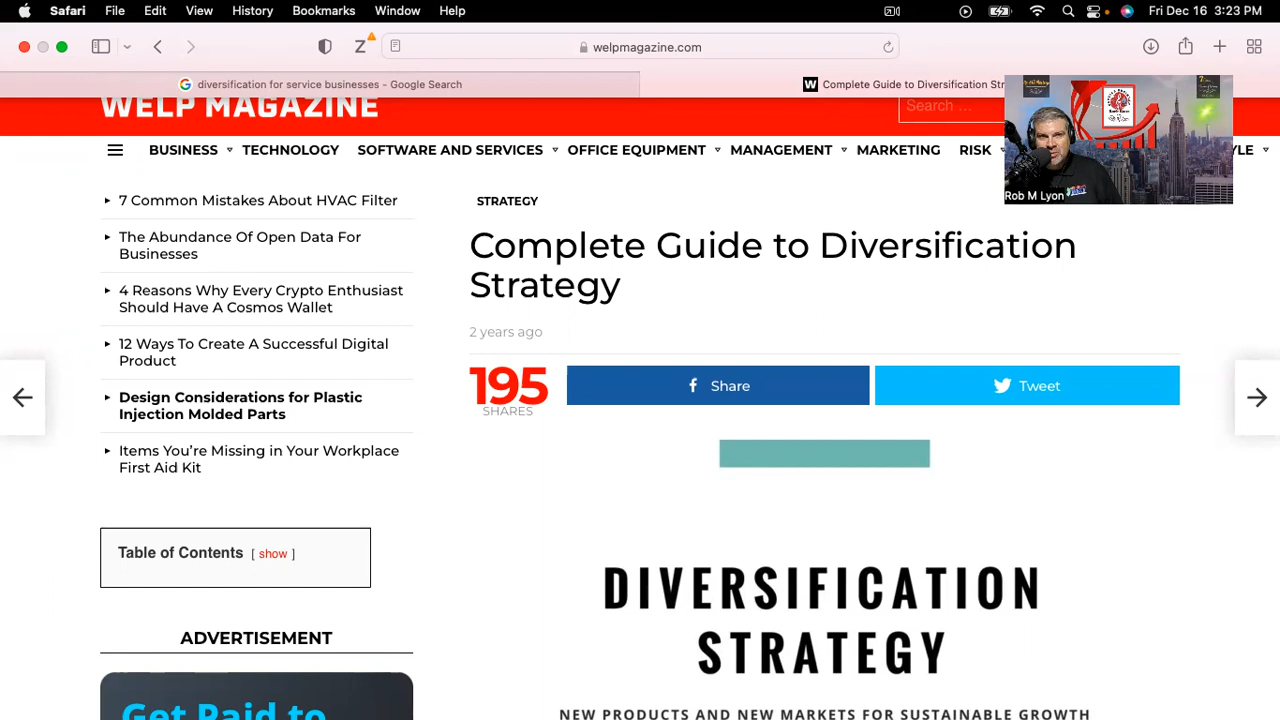 Safari File Edit View History Bookmarks Window Help Fri Dec 16 3:23 PM
welpmagazine.com
diversification for service businesses - Google Search
Complete Guide to Diversification Str
WELP MAGAZINE
Search …
BUSINESS TECHNOLOGY SOFTWARE AND SERVICES OFFICE EQUIPMENT MANAGEMENT MARKETING RISK YLE
Rob M Lyon
7 Common Mistakes About HVAC Filter
The Abundance Of Open Data For
Businesses
4 Reasons Why Every Crypto Enthusiast
Should Have A Cosmos Wallet
12 Ways To Create A Successful Digital
Product
Design Considerations for Plastic
Injection Molded Parts
Items You’re Missing in Your Workplace
First Aid Kit
Table of Contents [ show ]
ADVERTISEMENT
Get Paid to
STRATEGY
Complete Guide to Diversification
Strategy
2 years ago
195
SHARES
Share
Tweet
DIVERSIFICATION
STRATEGY
NEW PRODUCTS AND NEW MARKETS FOR SUSTAINABLE GROWTH